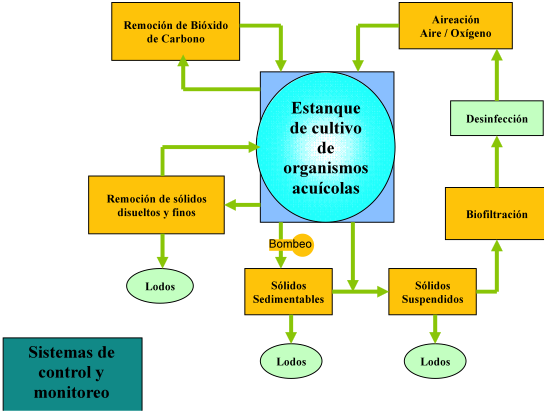 Remoción de Bióxido
de Carbono
Aireación
Aire / Oxígeno
Estanque
de cultivo
de
organismos
acuícolas
Desinfección
Remoción de sólidos
disueltos y finos
Biofiltración
Bombeo
Lodos
Sólidos
Sedimentables
Sólidos
Suspendidos
Lodos
Lodos
Sistemas de
control y
monitoreo